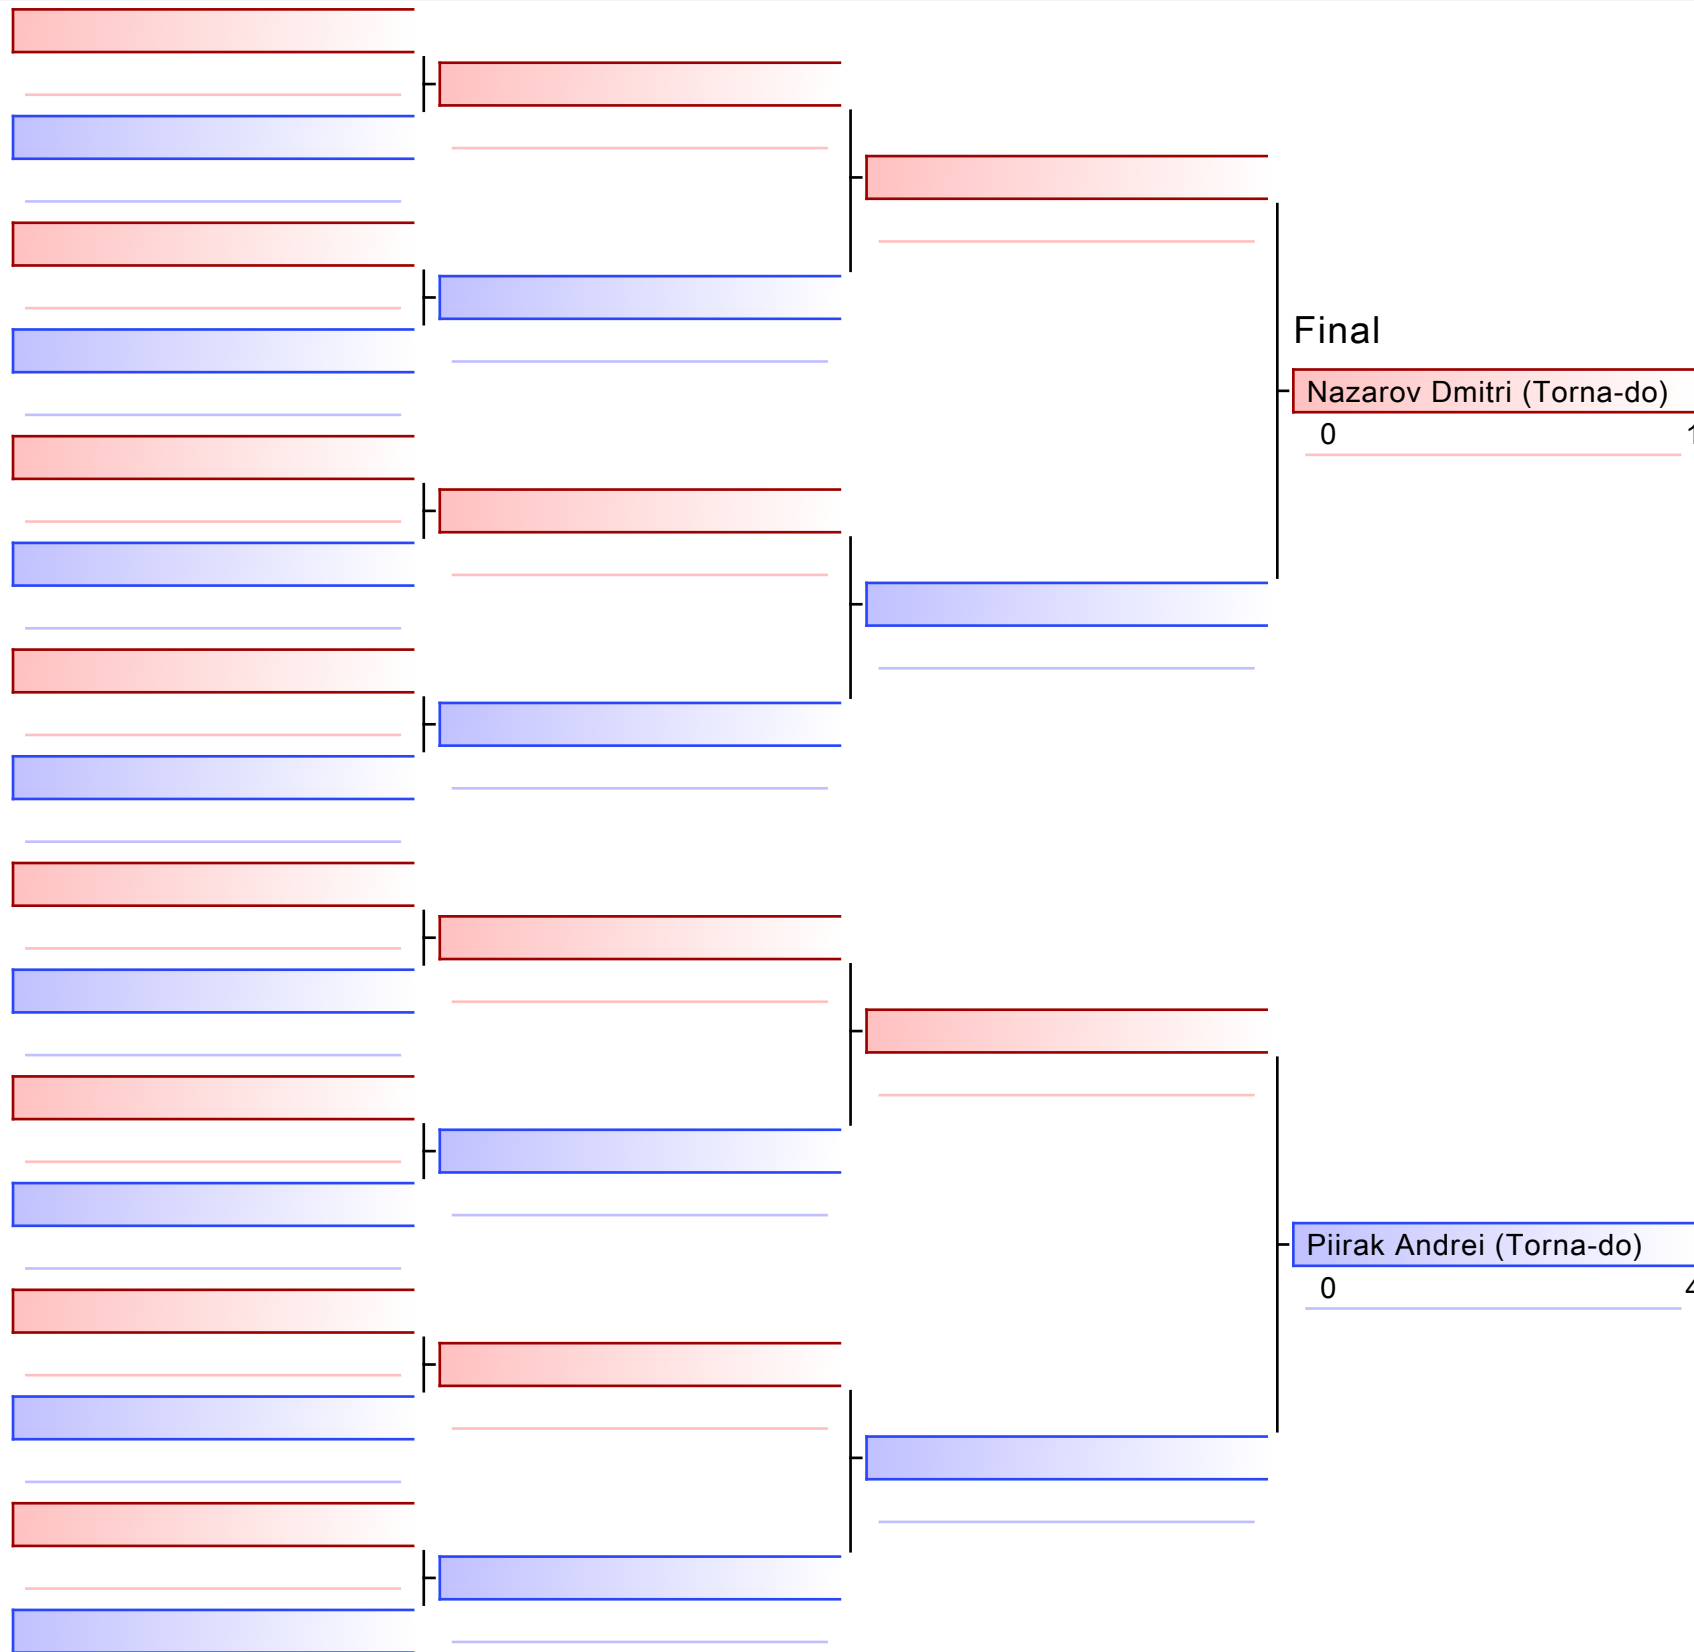 Final
Nazarov Dmitri (Torna-do)
0
Piirak Andrei (Torna-do)
0